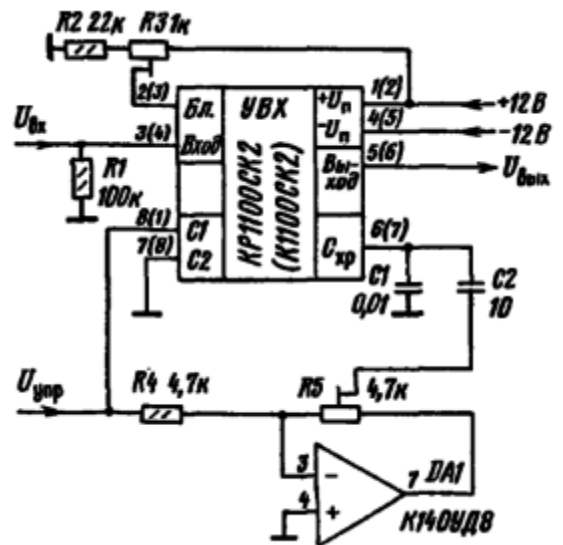 R2 22к R3 1к
2(3)
Бл.
УВХ
+Uп
1(2)
+12В
-Uп
4(5)
-12В
Uвх
3(4)
Вход
Вы-
ход
5(6)
Uвых
R1
100к
КР1100СК2
(К1100СК2)
8(1)
C1
7(8)
C2
Cхр
6(7)
C1
0,01
C2
10
Uупр
R4 4,7к
R5
4,7к
3
-
4
+
7
DA1
К140УД8